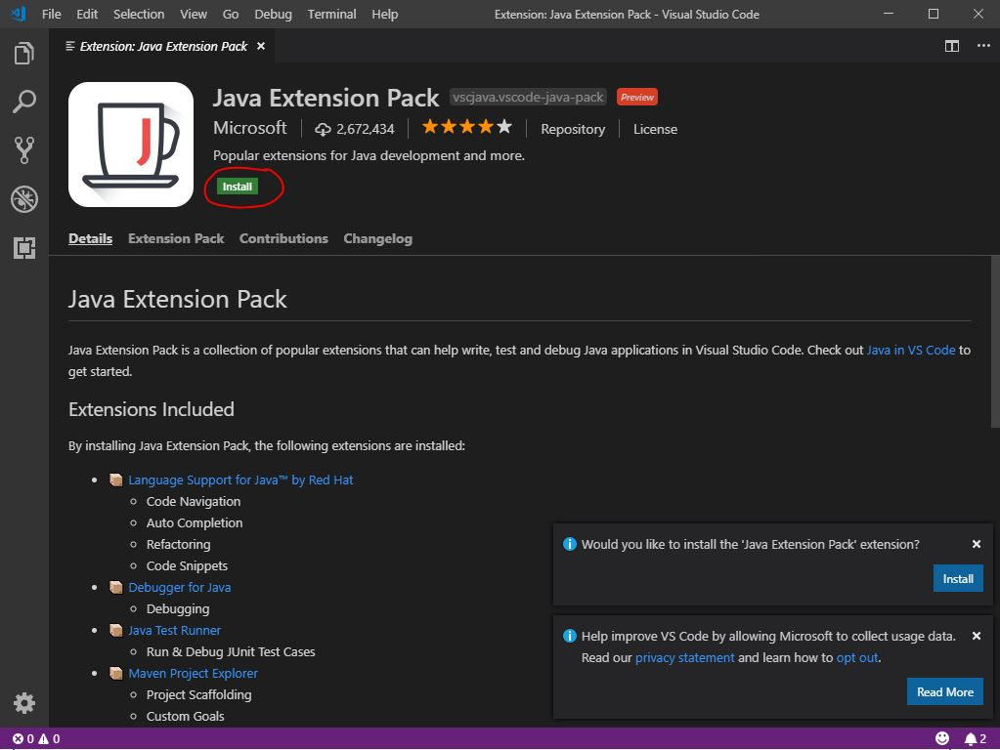 File Edit Selection View Go Debug Terminal Help Extension: Java Extension Pack - Visual Studio Code
Extension: Java Extension Pack
Java Extension Pack vscjava.vscode-java-pack Preview
Microsoft 2,672,434 Repository License
Popular extensions for Java development and more.
Install
J
Details Extension Pack Contributions Changelog
Java Extension Pack
Java Extension Pack is a collection of popular extensions that can help write, test and debug Java applications in Visual Studio Code. Check out Java in VS Code to
get started.
Extensions Included
By installing Java Extension Pack, the following extensions are installed:
Language Support for Java™ by Red Hat
Code Navigation
Auto Completion
Refactoring
Code Snippets
Debugger for Java
Debugging
Java Test Runner
Run & Debug JUnit Test Cases
Maven Project Explorer
Project Scaffolding
Custom Goals
Would you like to install the 'Java Extension Pack' extension?
Install
Help improve VS Code by allowing Microsoft to collect usage data.
Read our privacy statement and learn how to opt out.
Read More
0 0 2